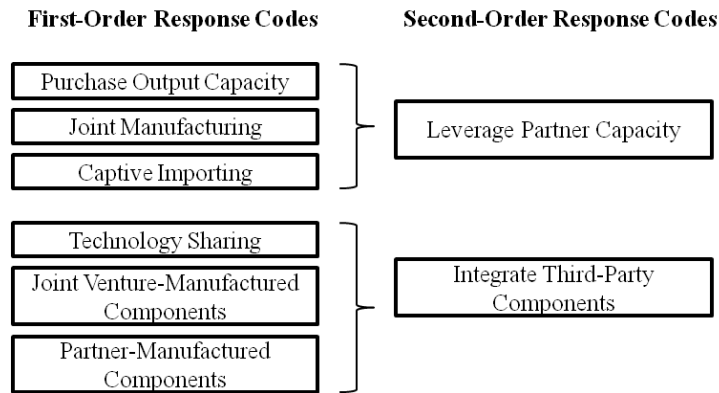 First-Order Response Codes
Second-Order Response Codes
Purchase Output Capacity
Joint Manufacturing
Captive Importing
Leverage Partner Capacity
Technology Sharing
Joint Venture-Manufactured
Components
Partner-Manufactured
Components
Integrate Third-Party
Components